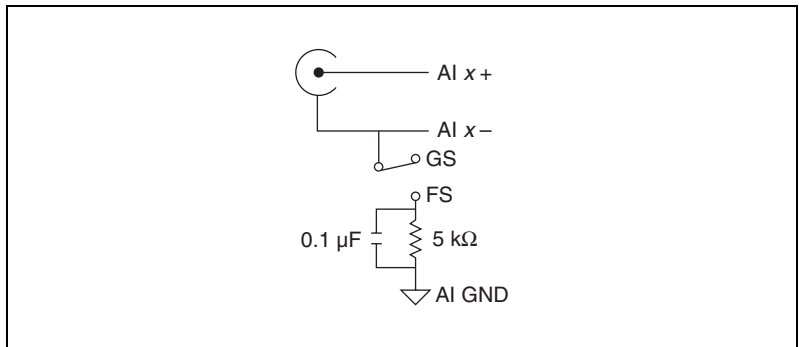 AI x+
AI x–
GS
FS
0.1 µF
5 kΩ
AI GND